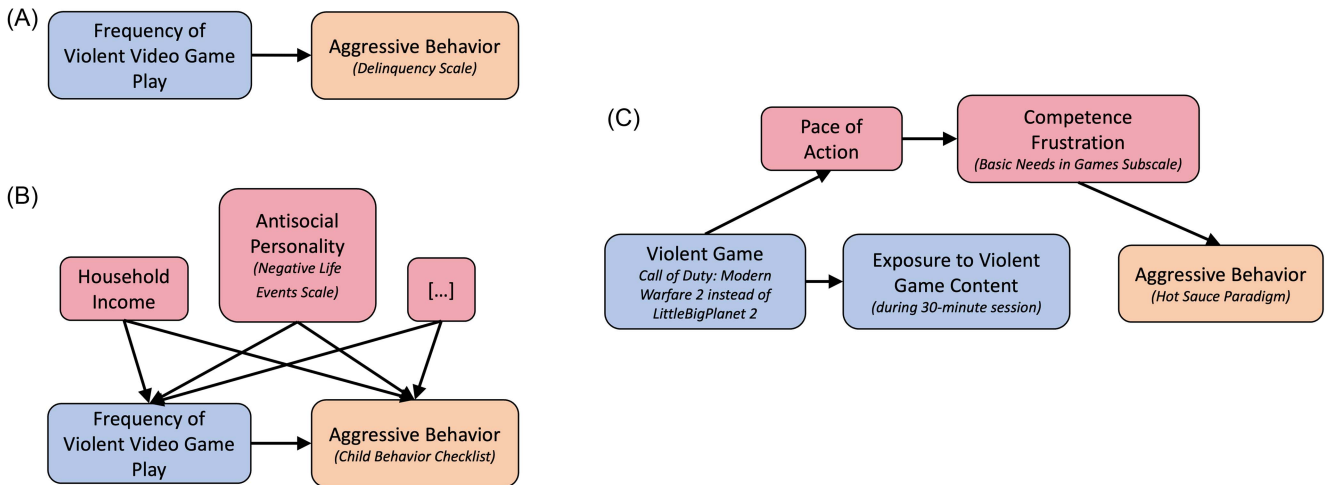 (A)
Frequency of
Violent Video Game
Play
Aggressive Behavior
(Delinquency Scale)
(B)
Household
Income
Antisocial
Personality
(Negative Life
Events Scale)
[...]
Frequency of
Violent Video Game
Play
Aggressive Behavior
(Child Behavior Checklist)
(C)
Pace of
Action
Competence
Frustration
(Basic Needs in Games Subscale)
Violent Game
Call of Duty: Modern
Warfare 2 instead of
LittleBigPlanet 2
Exposure to Violent
Game Content
(during 30-minute session)
Aggressive Behavior
(Hot Sauce Paradigm)